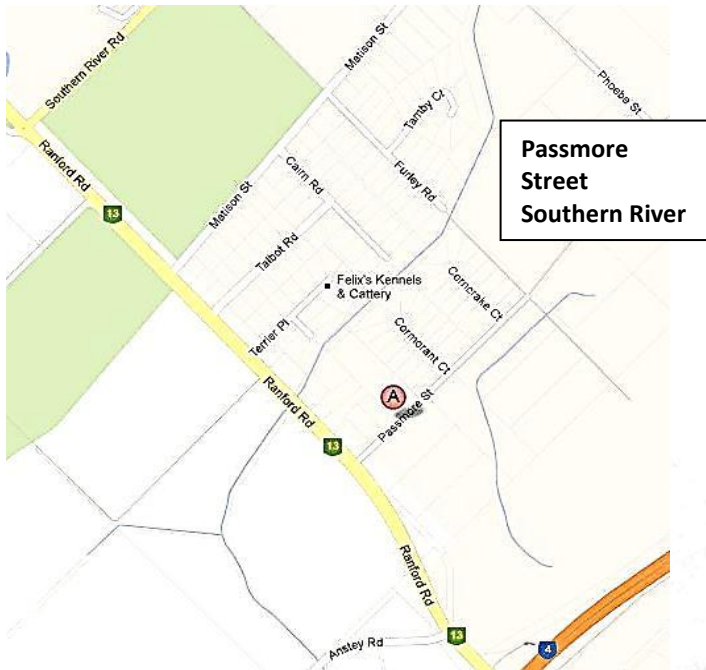 Southern River Rd
Matison St
Phoebe St
Tamby Ct
Passmore
Street
Southern River
Ranford Rd
Cairn Rd
Furley Rd
13
Matison St
Talbot Rd
Felix's Kennels
& Cattery
Corncrake Ct
Terrier Pl
Cormorant Ct
Ranford Rd
A
Passmore St
13
Ranford Rd
13
Anstey Rd
4